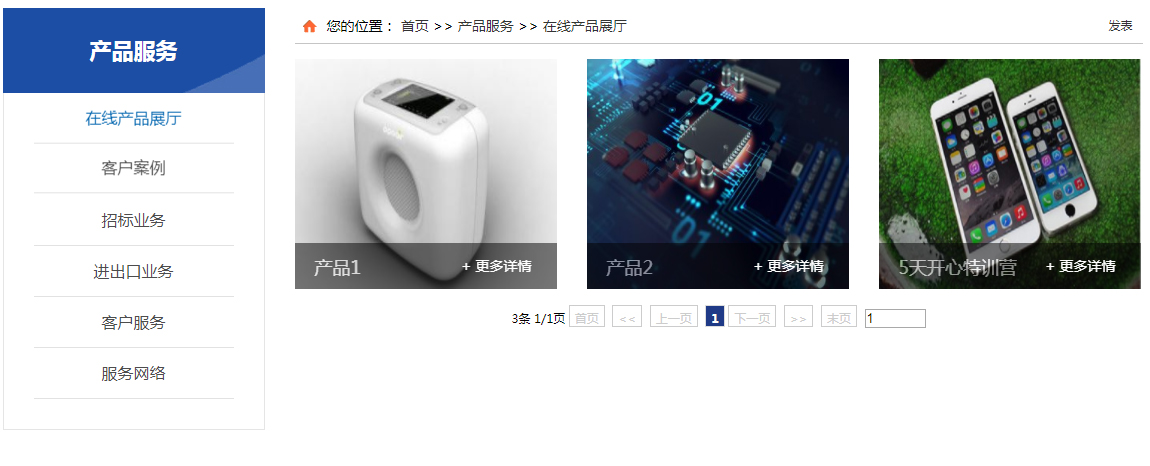 产品服务
在线产品展厅
客户案例
招标业务
进出口业务
客户服务
服务网络
您的位置： 首页 >> 产品服务 >> 在线产品展厅
发表
01
01
产品1
+ 更多详情
产品2
+ 更多详情
5天开心特训营
+ 更多详情
3条 1/1页 首页 << 上一页 1 下一页 >> 末页 1